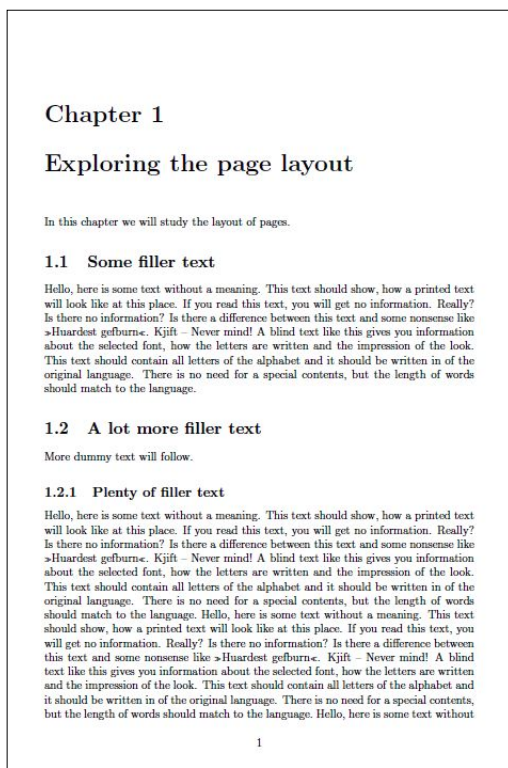 Chapter 1
Exploring the page layout
In this chapter we will study the layout of pages.
1.1 Some filler text
Hello, here is some text without a meaning. This text should show, how a printed text
will look like at this place. If you read this text, you will get no information. Really?
Is there no information? Is there a difference between this text and some nonsense like
»Huardest gefburn«. Kjift – Never mind! A blind text like this gives you information
about the selected font, how the letters are written and the impression of the look.
This text should contain all letters of the alphabet and it should be written in of the
original language. There is no need for a special contents, but the length of words
should match to the language.
1.2 A lot more filler text
More dummy text will follow.
1.2.1 Plenty of filler text
Hello, here is some text without a meaning. This text should show, how a printed text
will look like at this place. If you read this text, you will get no information. Really?
Is there no information? Is there a difference between this text and some nonsense like
»Huardest gefburn«. Kjift – Never mind! A blind text like this gives you information
about the selected font, how the letters are written and the impression of the look.
This text should contain all letters of the alphabet and it should be written in of the
original language. There is no need for a special contents, but the length of words
should match to the language. Hello, here is some text without a meaning. This text
should show, how a printed text will look like at this place. If you read this text, you
will get no information. Really? Is there no information? Is there a difference between
this text and some nonsense like »Huardest gefburn«. Kjift – Never mind! A blind
text like this gives you information about the selected font, how the letters are written
and the impression of the look. This text should contain all letters of the alphabet and
it should be written in of the original language. There is no need for a special contents,
but the length of words should match to the language. Hello, here is some text without
1